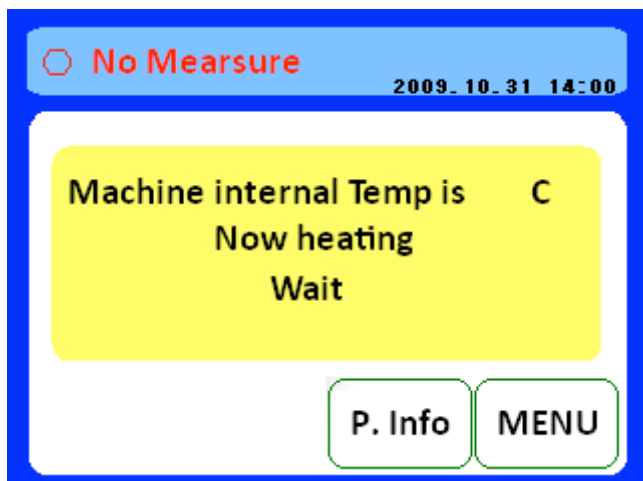 No Mearsure
2009.10.31 14:00
Machine internal Temp is C
Now heating
Wait
P. Info MENU